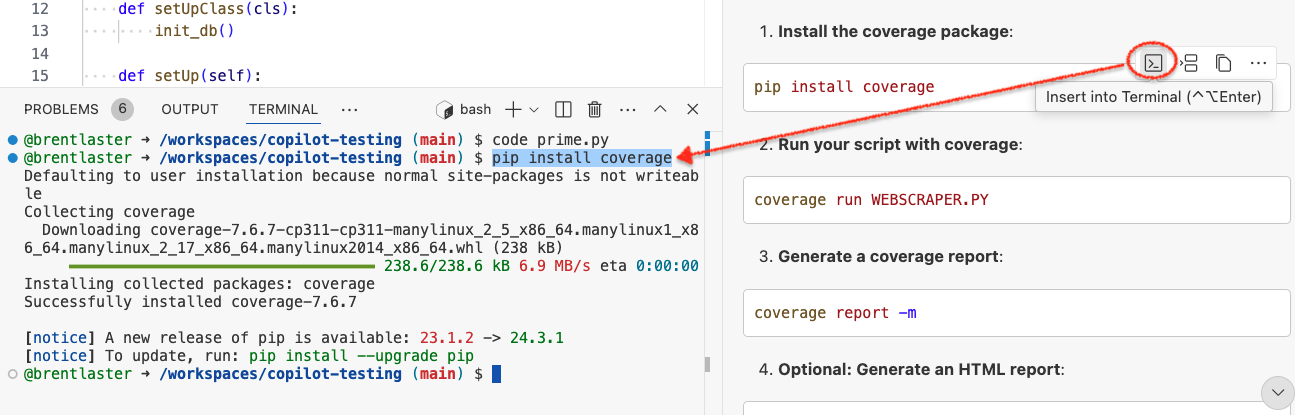 12 def setUpClass(cls):
13 init_db()
14
15 def setUp(self):
PROBLEMS 6 OUTPUT TERMINAL ··· bash ···
@brentlaster ➜ /workspaces/copilot-testing (main) $ code prime.py
@brentlaster ➜ /workspaces/copilot-testing (main) $ pip install coverage
Defaulting to user installation because normal site-packages is not writeab
le
Collecting coverage
Downloading coverage-7.6.7-cp311-cp311-manylinux_2_5_x86_64.manylinux1_x8
6_64.manylinux_2_17_x86_64.manylinux2014_x86_64.whl (238 kB)
238.6/238.6 kB 6.9 MB/s eta 0:00:00
Installing collected packages: coverage
Successfully installed coverage-7.6.7
[notice] A new release of pip is available: 23.1.2 -> 24.3.1
[notice] To update, run: pip install --upgrade pip
@brentlaster ➜ /workspaces/copilot-testing (main) $
1. Install the coverage package:
pip install coverage
Insert into Terminal (^⌥Enter)
2. Run your script with coverage:
coverage run WEBSCRAPER.PY
3. Generate a coverage report:
coverage report -m
4. Optional: Generate an HTML report: